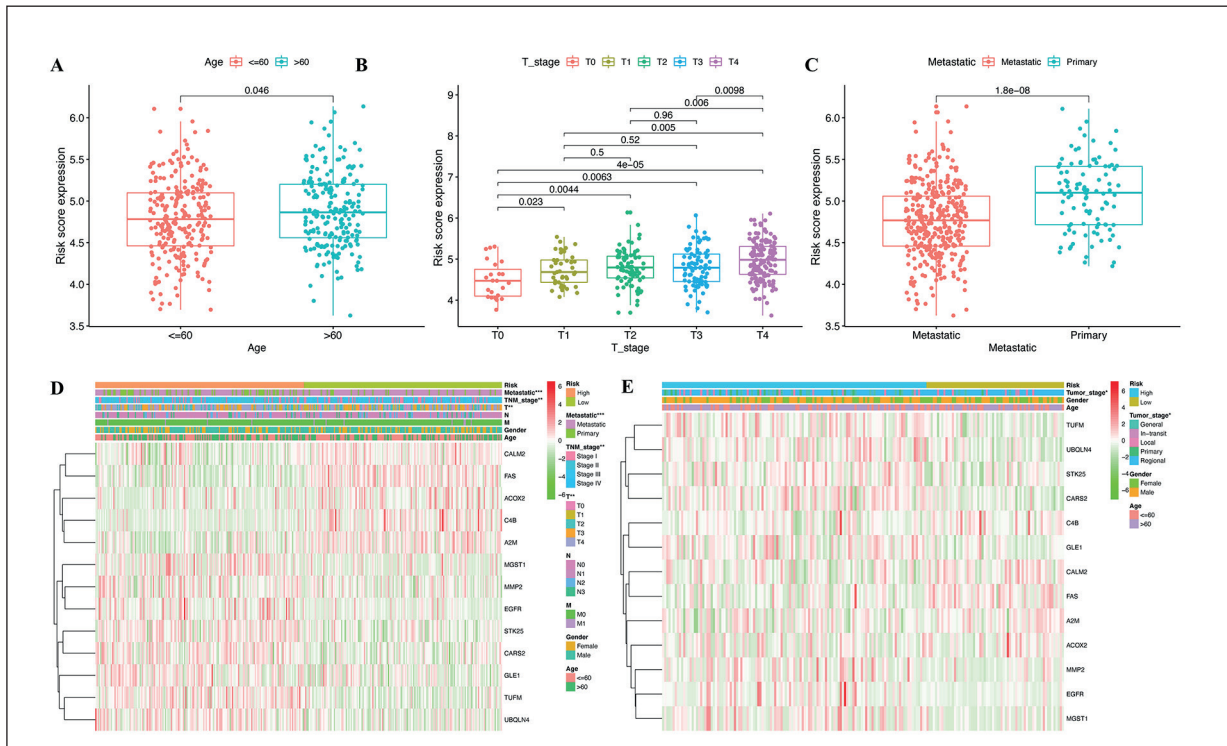 A
Age <=60 >60
0.046
6.0
5.5
5.0
4.5
4.0
3.5
Risk score expression
<=60 >60
Age
B
T_stage T0 T1 T2 T3 T4
0.0098
0.006
0.96
0.005
0.52
0.5
4e-05
0.0063
0.0044
0.023
9
8
7
6
5
4
Risk score expression
T0 T1 T2 T3 T4
T_stage
C
Metastatic Metastatic Primary
1.8e-08
6.0
5.5
5.0
4.5
4.0
3.5
Risk score expression
Metastatic Primary
Metastatic
D
Risk
Metastatic***
TNM_stage**
T**
N
M
Gender
Age
CALM2
FAS
ACOX2
C4B
A2M
MGST1
MMP2
EGFR
STK25
CARS2
GLE1
TUFM
UBQLN4
6
4
2
0
−2
−4
−6
Risk
High
Low
Metastatic***
Metastatic
Primary
TNM_stage**
Stage I
Stage II
Stage III
Stage IV
T**
T0
T1
T2
T3
T4
N
N0
N1
N2
N3
M
M0
M1
Gender
Female
Male
Age
<=60
>60
E
Risk
Tumor_stage*
Gender
Age
TUFM
UBQLN4
STK25
CARS2
C4B
GLE1
CALM2
FAS
A2M
ACOX2
MMP2
EGFR
MGST1
6
4
2
0
−2
−4
−6
Risk
High
Low
Tumor_stage*
General
In−transit
Local
Primary
Regional
Gender
Female
Male
Age
<=60
>60